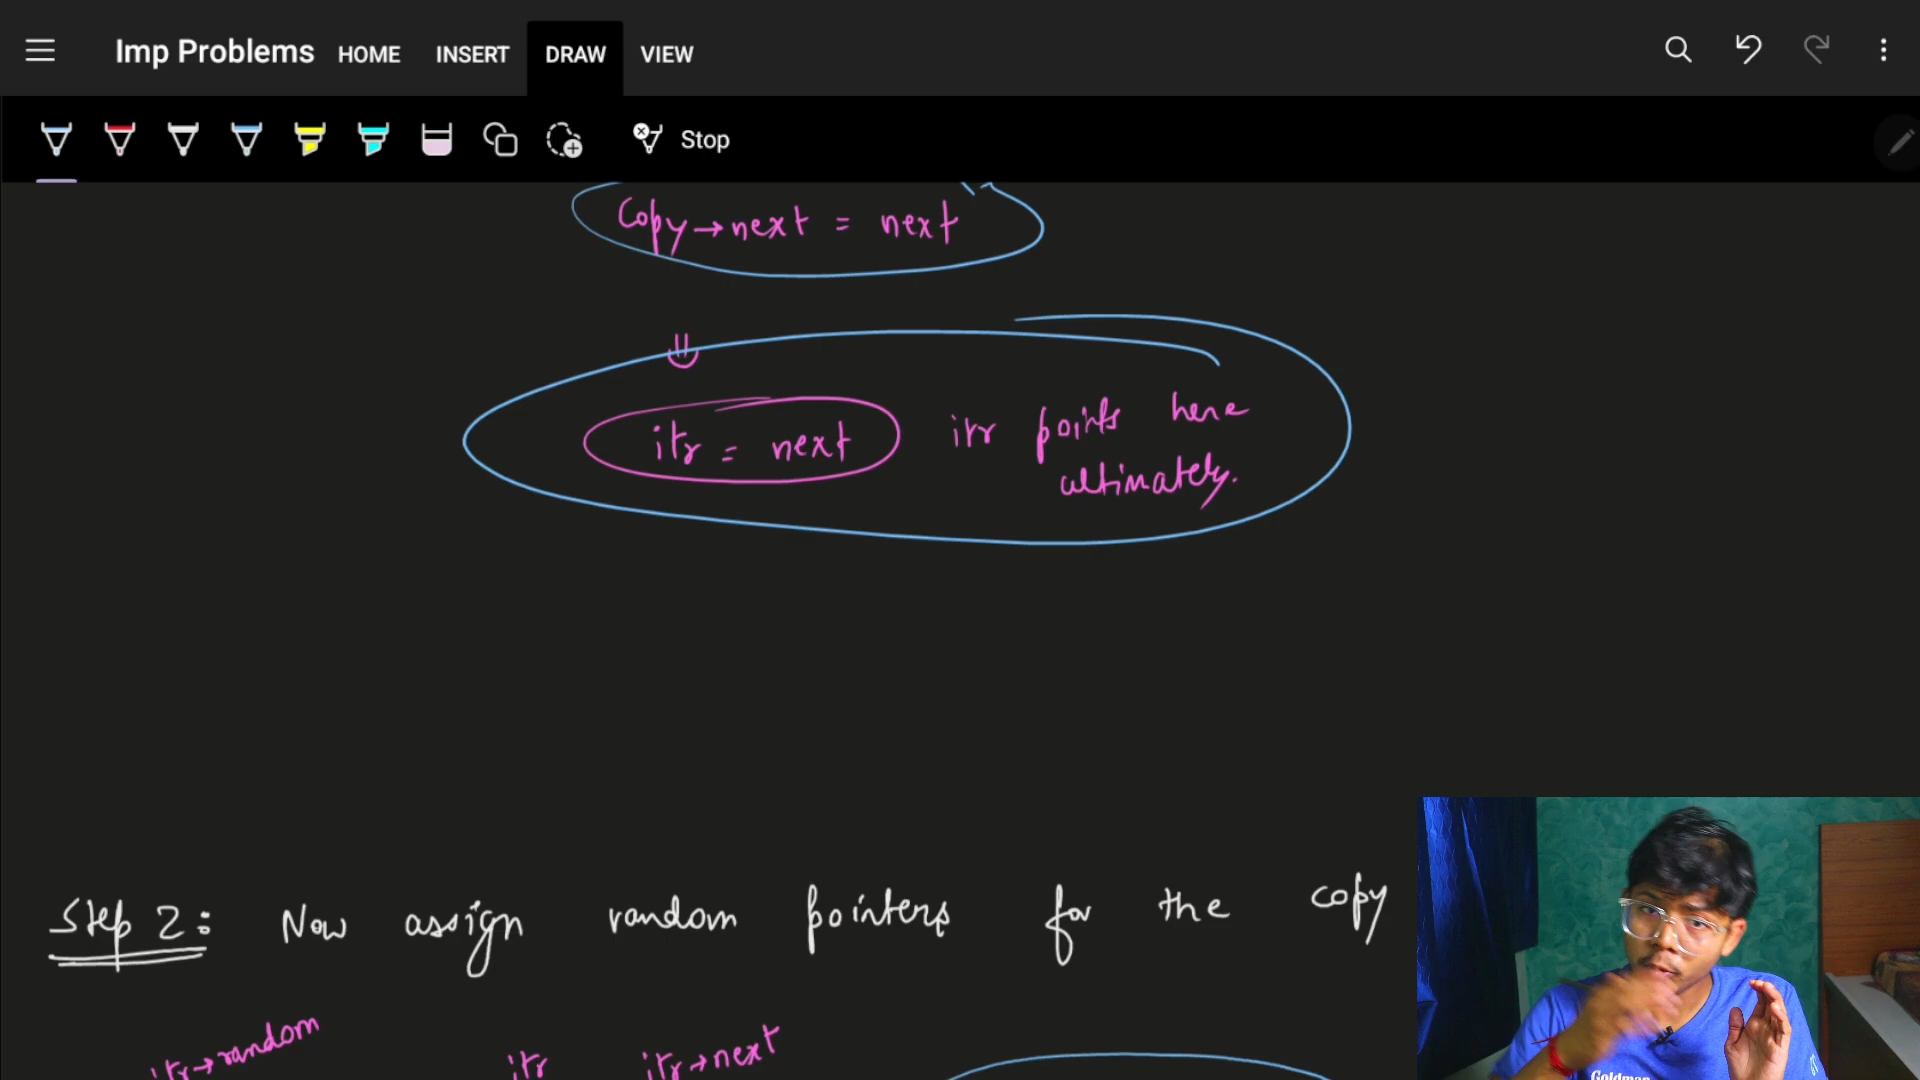 Imp Problems HOME INSERT DRAW VIEW
Stop
Copy→next = next
itr = next itr points here
ultimately.
Step 2: Now assign random pointers for the copy
itr→random itr itr→next
Goldman